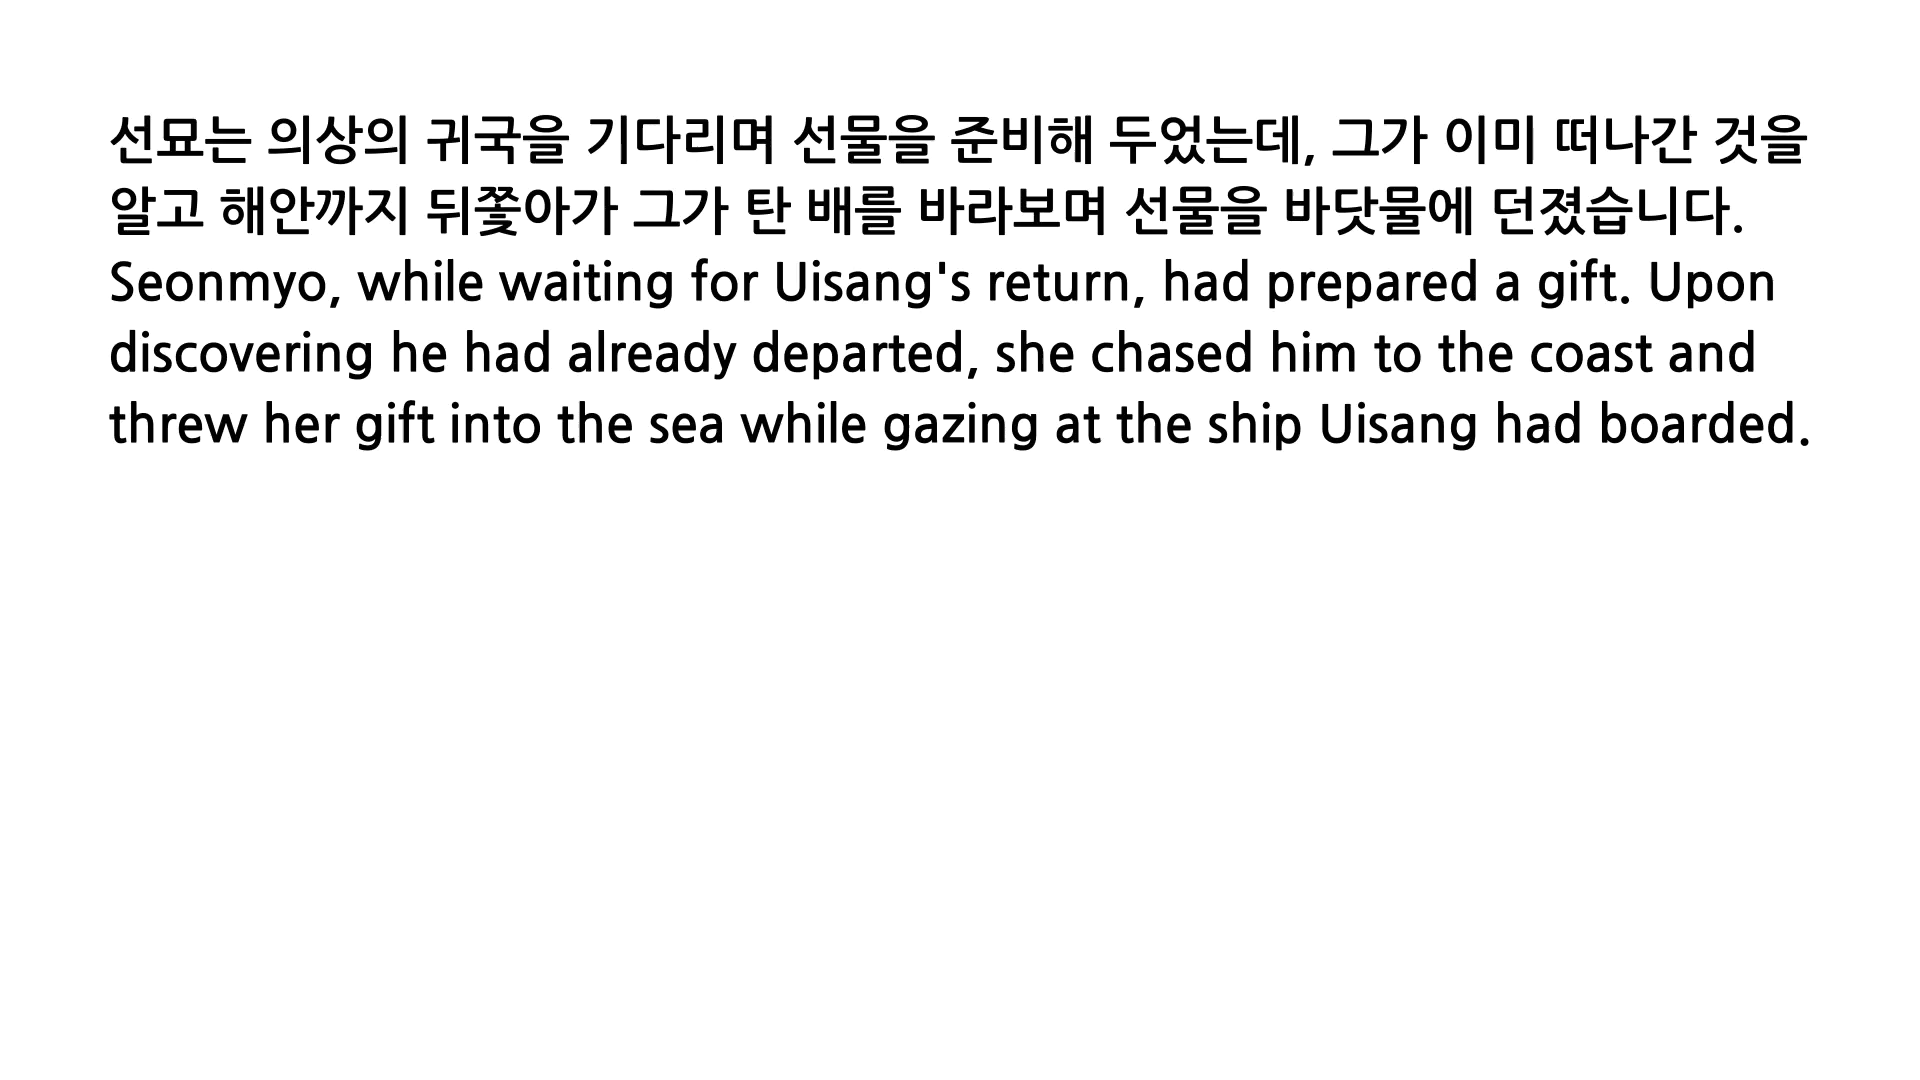 선묘는 의상의 귀국을 기다리며 선물을 준비해 두었는데, 그가 이미 떠나간 것을
알고 해안까지 뒤쫓아가 그가 탄 배를 바라보며 선물을 바닷물에 던졌습니다.
Seonmyo, while waiting for Uisang's return, had prepared a gift. Upon
discovering he had already departed, she chased him to the coast and
threw her gift into the sea while gazing at the ship Uisang had boarded.